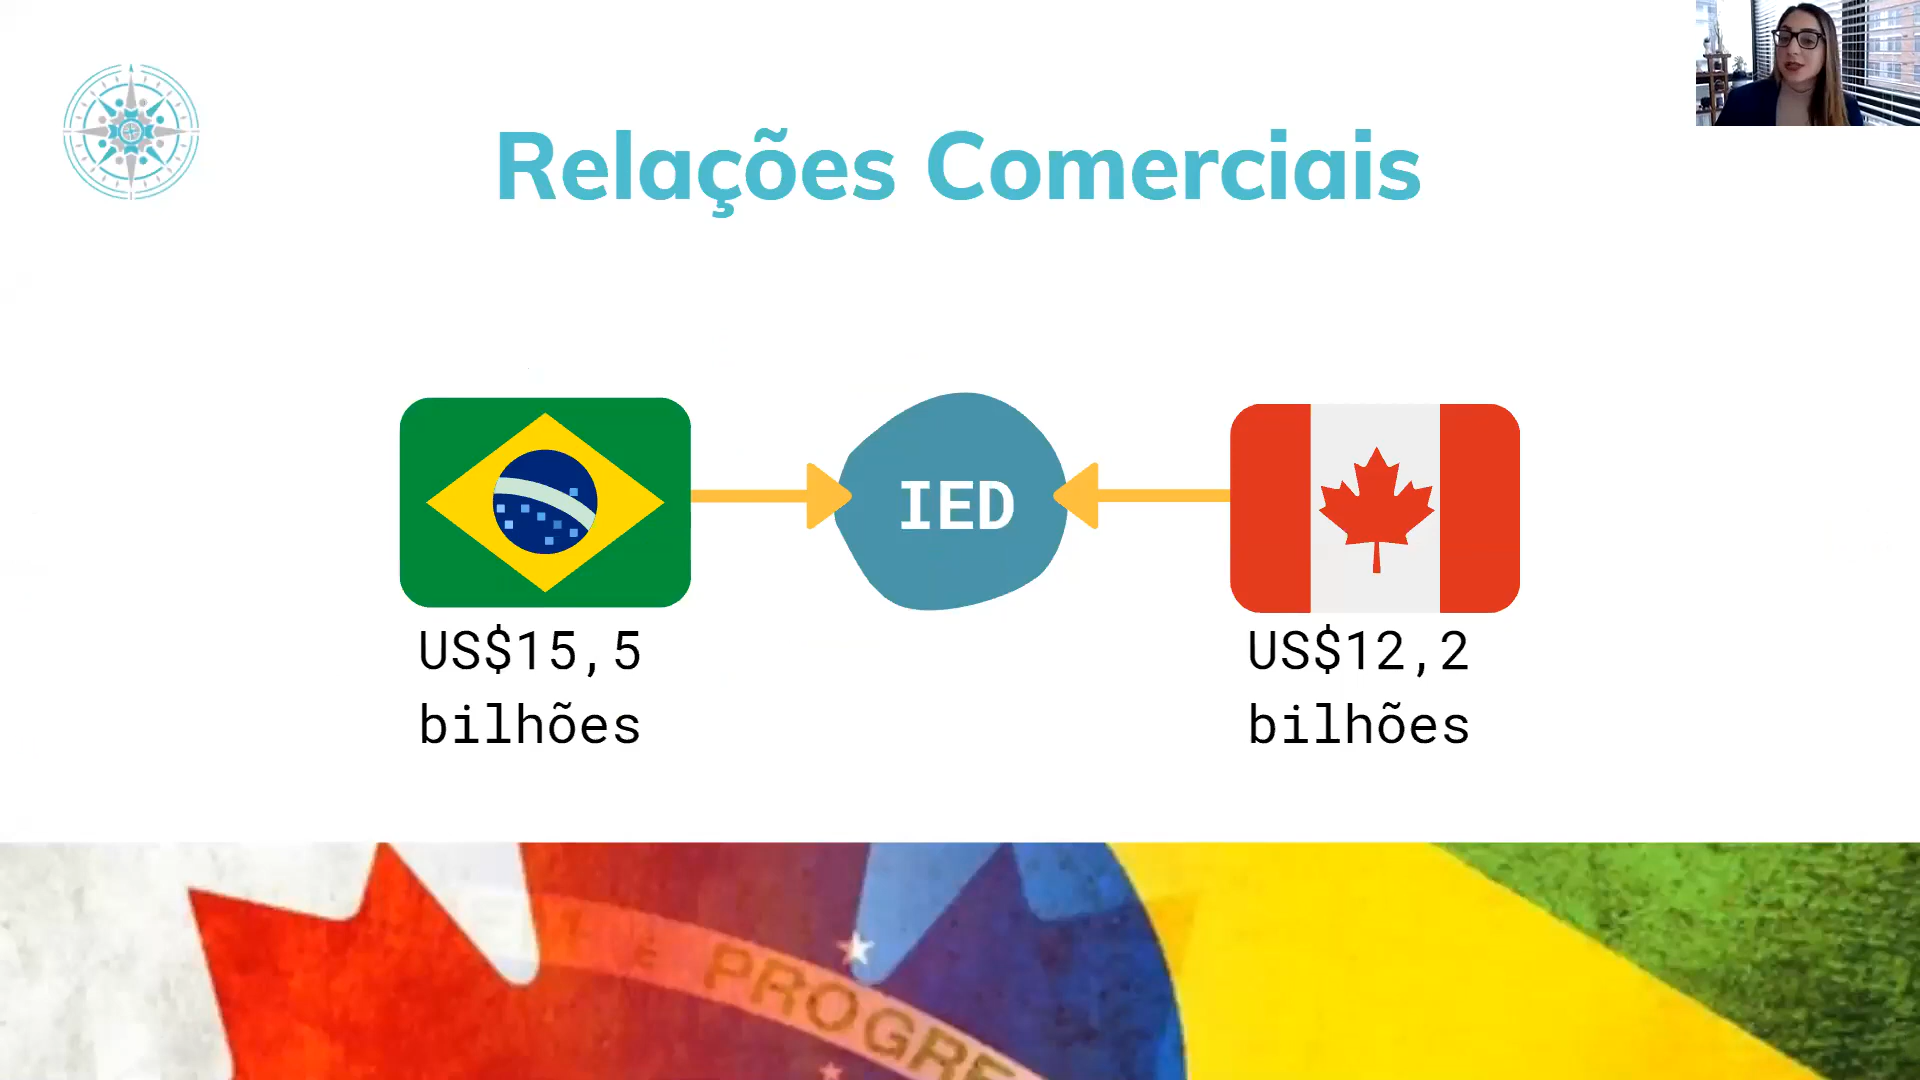 Relações Comerciais
IED
US$15,5
bilhões
US$12,2
bilhões
E PROGRE